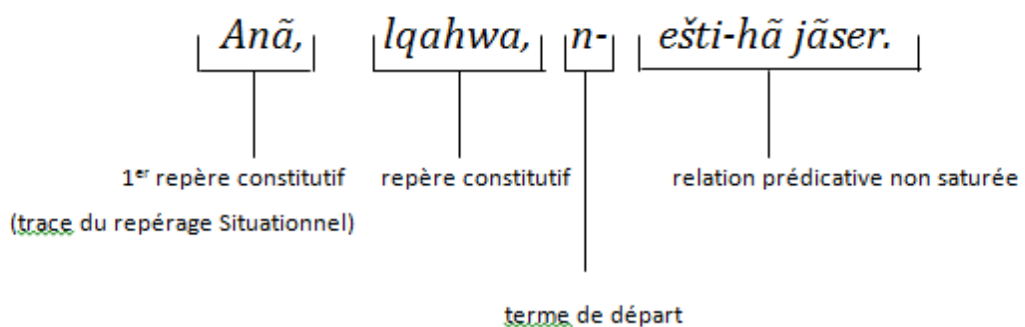 Anã, lqahwa, n- ešti-hã jãser.
1er repère constitutif repère constitutif relation prédicative non saturée
(trace du repérage Situationnel)
terme de départ